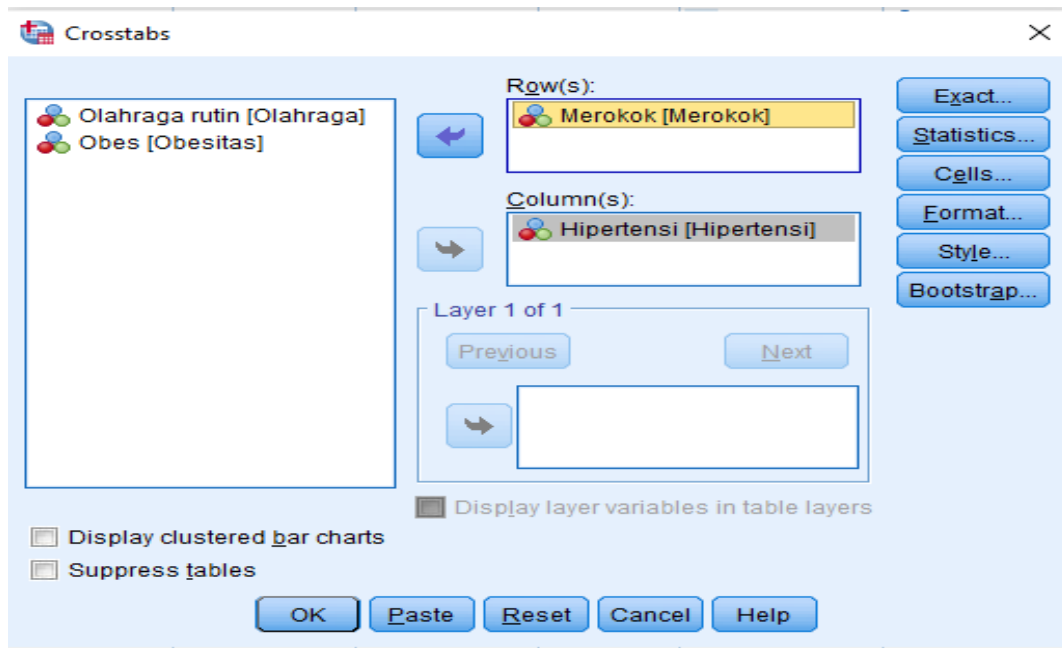 Crosstabs
Olahraga rutin [Olahraga]
Obes [Obesitas]
Row(s):
Merokok [Merokok]
Column(s):
Hipertensi [Hipertensi]
Layer 1 of 1
Previous
Next
Display layer variables in table layers
Exact...
Statistics...
Cells...
Format...
Style...
Bootstrap...
Display clustered bar charts
Suppress tables
OK Paste Reset Cancel Help